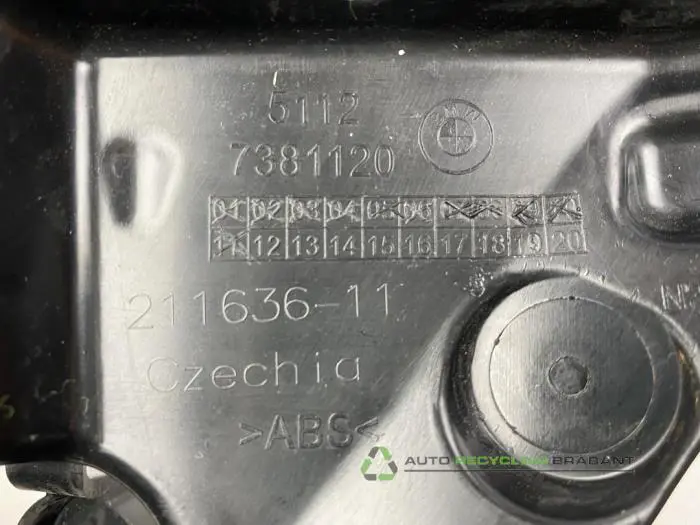 5112
7381120
BMW
01 02 03 04 05 06
11 12 13 14 15 16 17 18 19 20
211636-11
Czechia
>ABS<
AUTO RECYCLING BRABANT